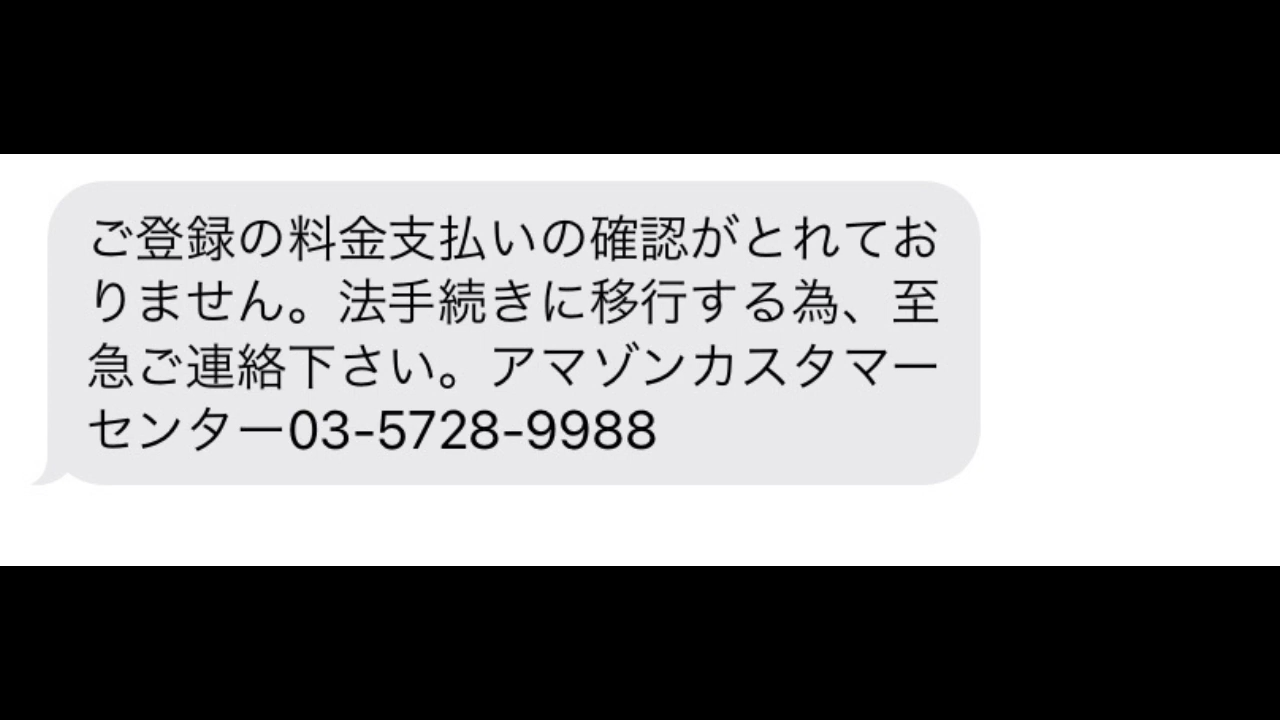 ご登録の料金支払いの確認がとれてお
りません。法手続きに移行する為、至
急ご連絡下さい。アマゾンカスタマー
センター03-5728-9988